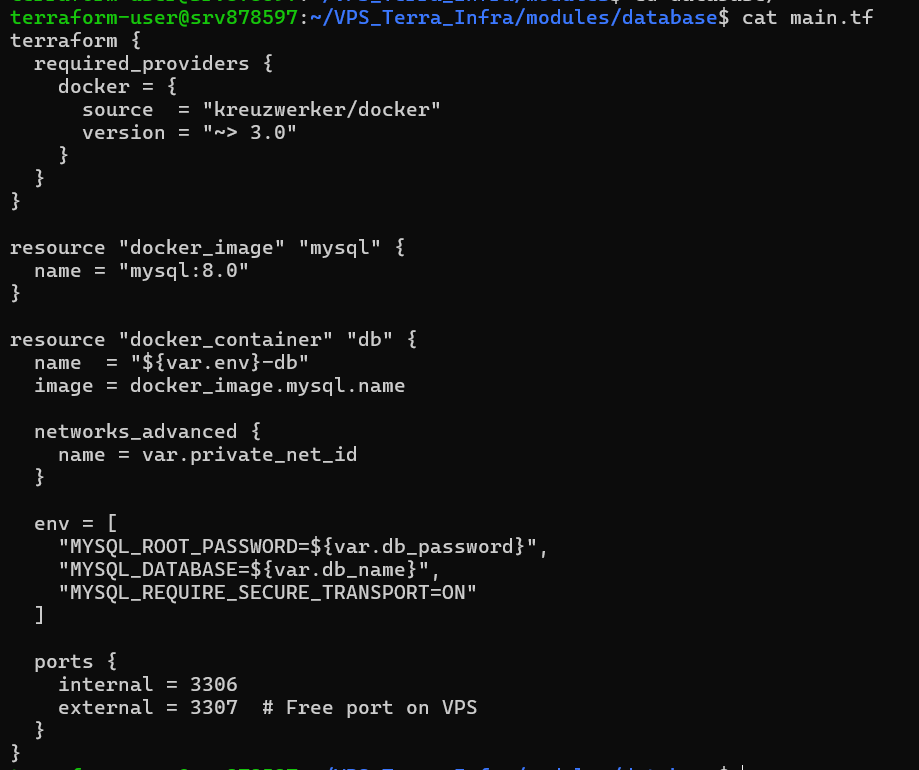 terraform-user@srv878597:~/VPS_Terra_Infra/modules/database$ cat main.tf
terraform {
  required_providers {
    docker = {
      source  = "kreuzwerker/docker"
      version = "~> 3.0"
    }
  }
}

resource "docker_image" "mysql" {
  name = "mysql:8.0"
}

resource "docker_container" "db" {
  name  = "${var.env}-db"
  image = docker_image.mysql.name

  networks_advanced {
    name = var.private_net_id
  }

  env = [
    "MYSQL_ROOT_PASSWORD=${var.db_password}",
    "MYSQL_DATABASE=${var.db_name}",
    "MYSQL_REQUIRE_SECURE_TRANSPORT=ON"
  ]

  ports {
    internal = 3306
    external = 3307  # Free port on VPS
  }
}